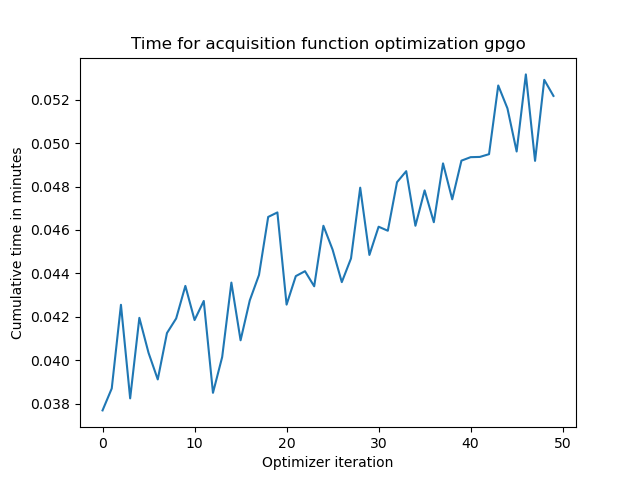 Time for acquisition function optimization gpgo
Cumulative time in minutes
0.052
0.050
0.048
0.046
0.044
0.042
0.040
0.038
0 10 20 30 40 50
Optimizer iteration